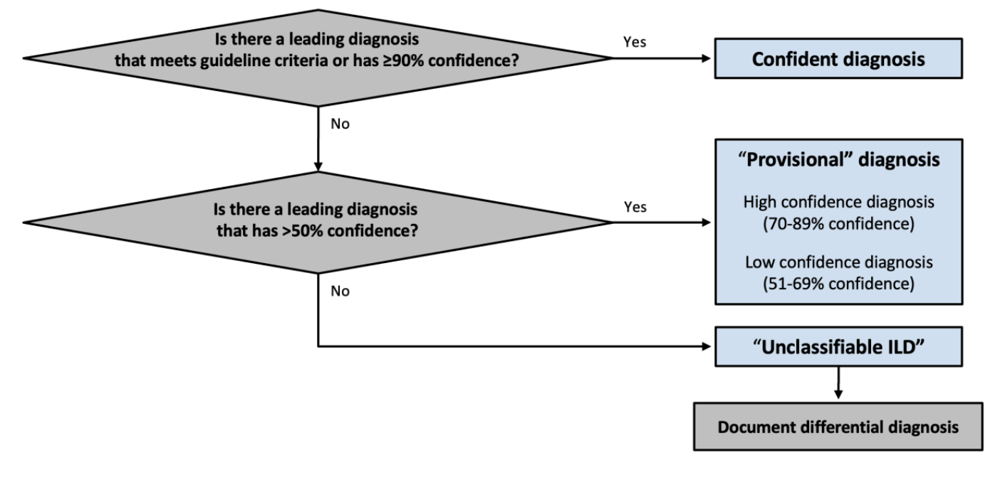 Is there a leading diagnosis
that meets guideline criteria or has ≥90% confidence?
Yes
Confident diagnosis
No
Is there a leading diagnosis
that has >50% confidence?
Yes
“Provisional” diagnosis
High confidence diagnosis
(70-89% confidence)
Low confidence diagnosis
(51-69% confidence)
No
“Unclassifiable ILD”
Document differential diagnosis